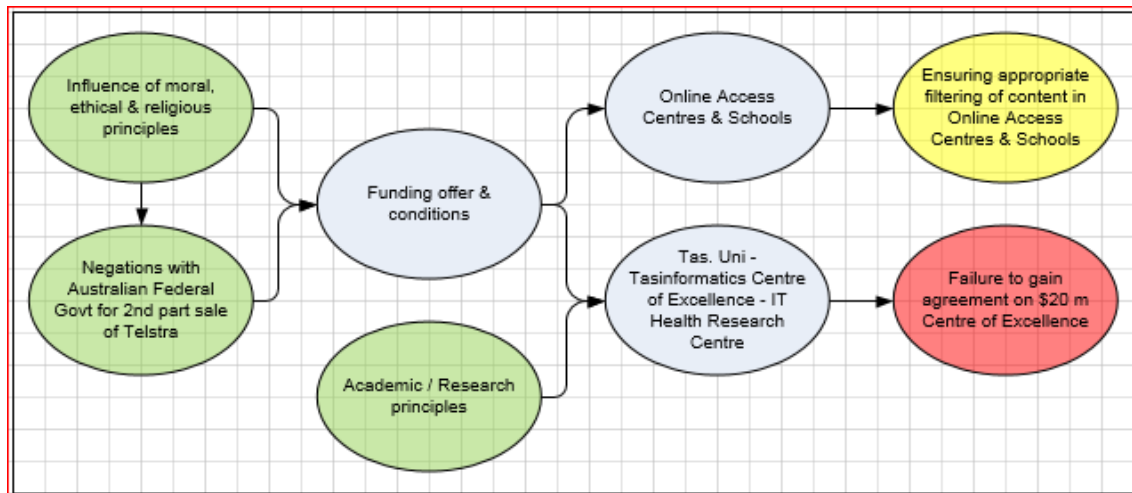 Influence of moral,
ethical & religious
principles
Negations with
Australian Federal
Govt for 2nd part sale
of Telstra
Funding offer &
conditions
Academic / Research
principles
Online Access
Centres & Schools
Tas. Uni -
Tasinformatics Centre
of Excellence - IT
Health Research
Centre
Ensuring appropriate
filtering of content in
Online Access
Centres & Schools
Failure to gain
agreement on $20 m
Centre of Excellence